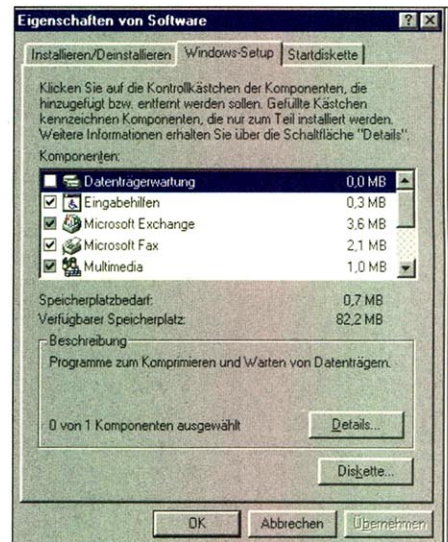 Eigenschaften von Software
Installieren/Deinstallieren Windows-Setup Startdiskette
Klicken Sie auf die Kontrollkästchen der Komponenten, die
hinzugefügt bzw. entfernt werden sollen. Gefüllte Kästchen
kennzeichnen Komponenten, die nur zum Teil installiert werden.
Weitere Informationen erhalten Sie über die Schaltfläche "Details".
Komponenten:
Datenträgerwartung 0,0 MB
Eingabehilfen 0,3 MB
Microsoft Exchange 3,6 MB
Microsoft Fax 2,1 MB
Multimedia 1,0 MB
Speicherplatzbedarf: 0,7 MB
Verfügbarer Speicherplatz: 82,2 MB
Beschreibung
Programme zum Komprimieren und Warten von Datenträgern.
0 von 1 Komponenten ausgewählt Details...
Diskette...
OK Abbrechen Übernehmen